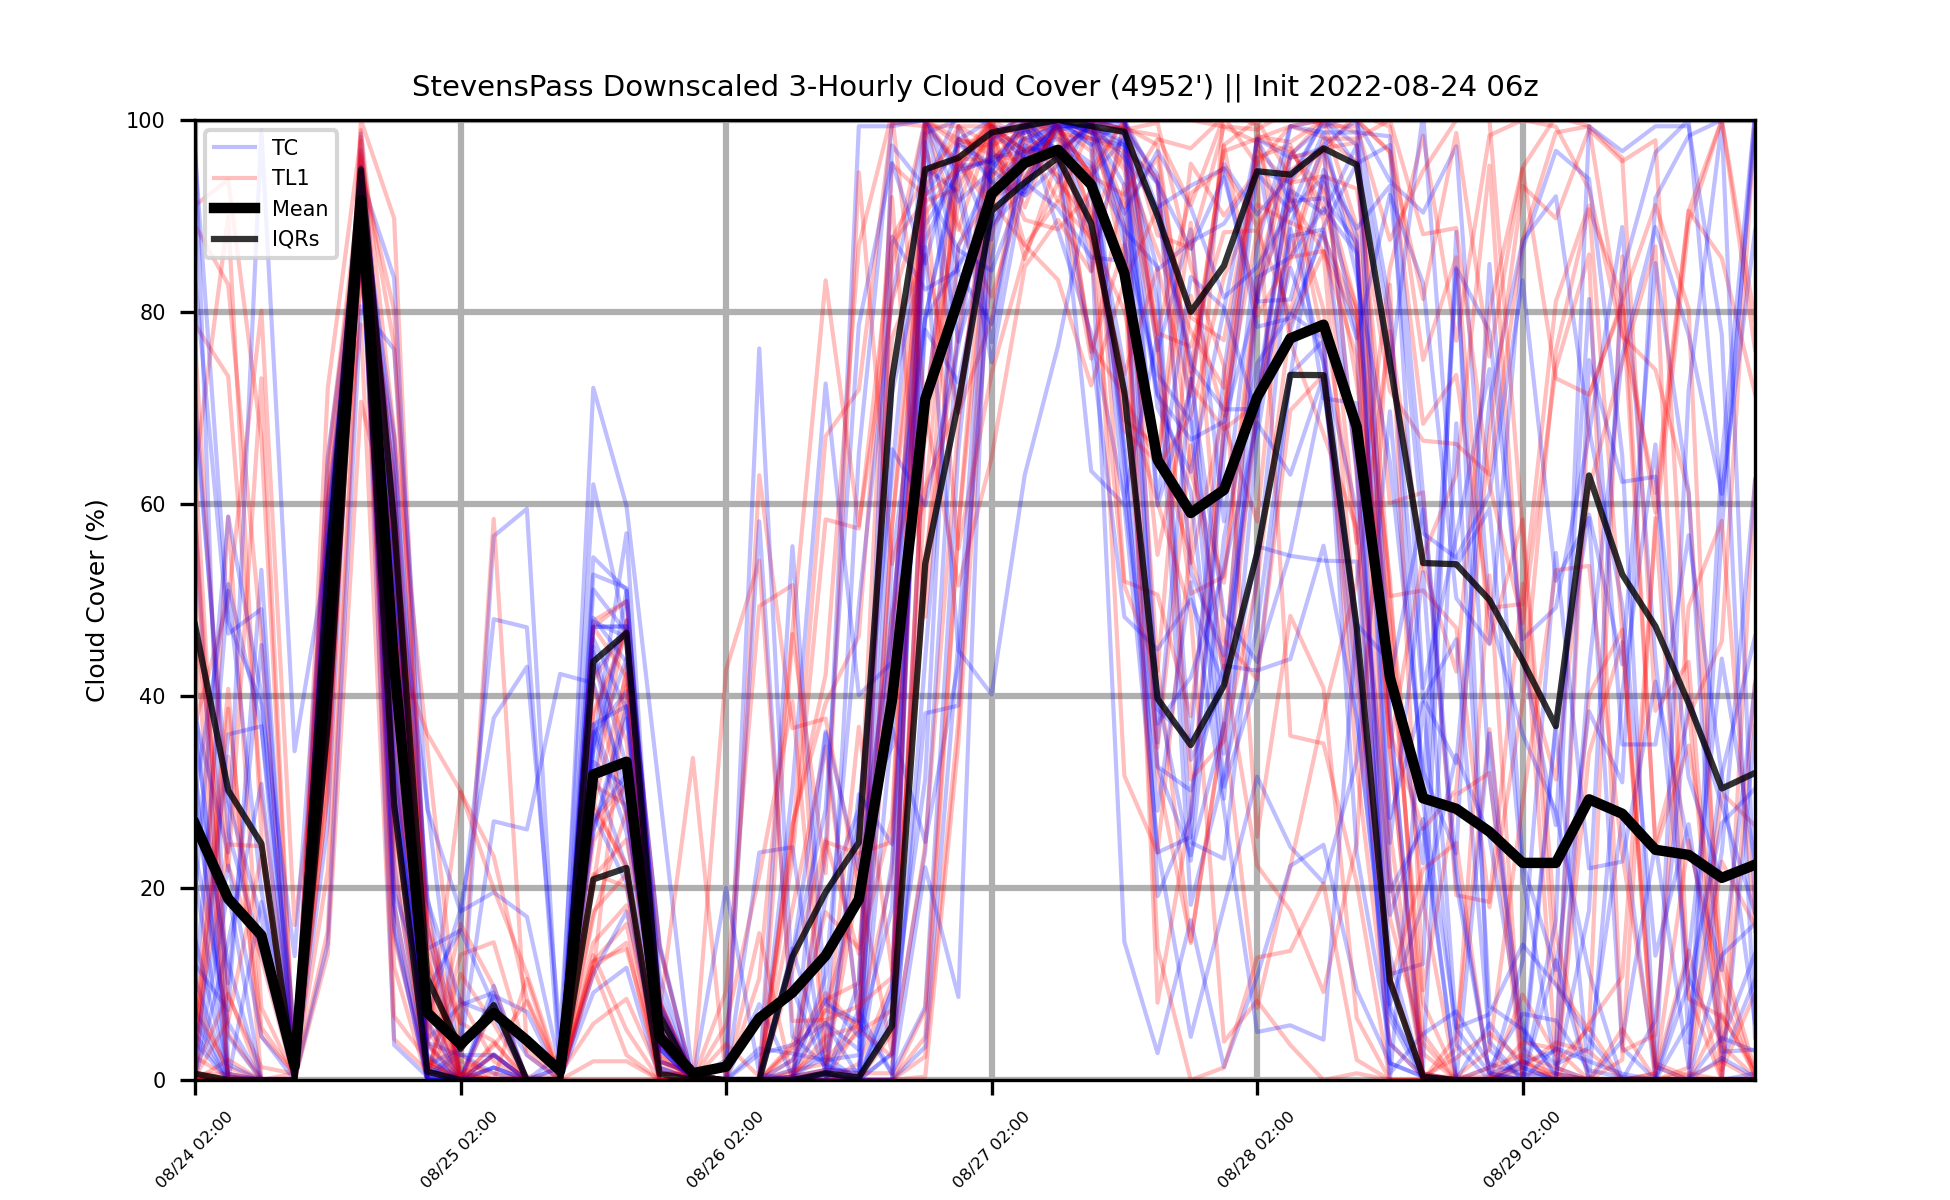 StevensPass Downscaled 3-Hourly Cloud Cover (4952') || Init 2022-08-24 06z
TC
TL1
Mean
IQRs
Cloud Cover (%)
100
80
60
40
20
0
08/24 02:00
08/25 02:00
08/26 02:00
08/27 02:00
08/28 02:00
08/29 02:00